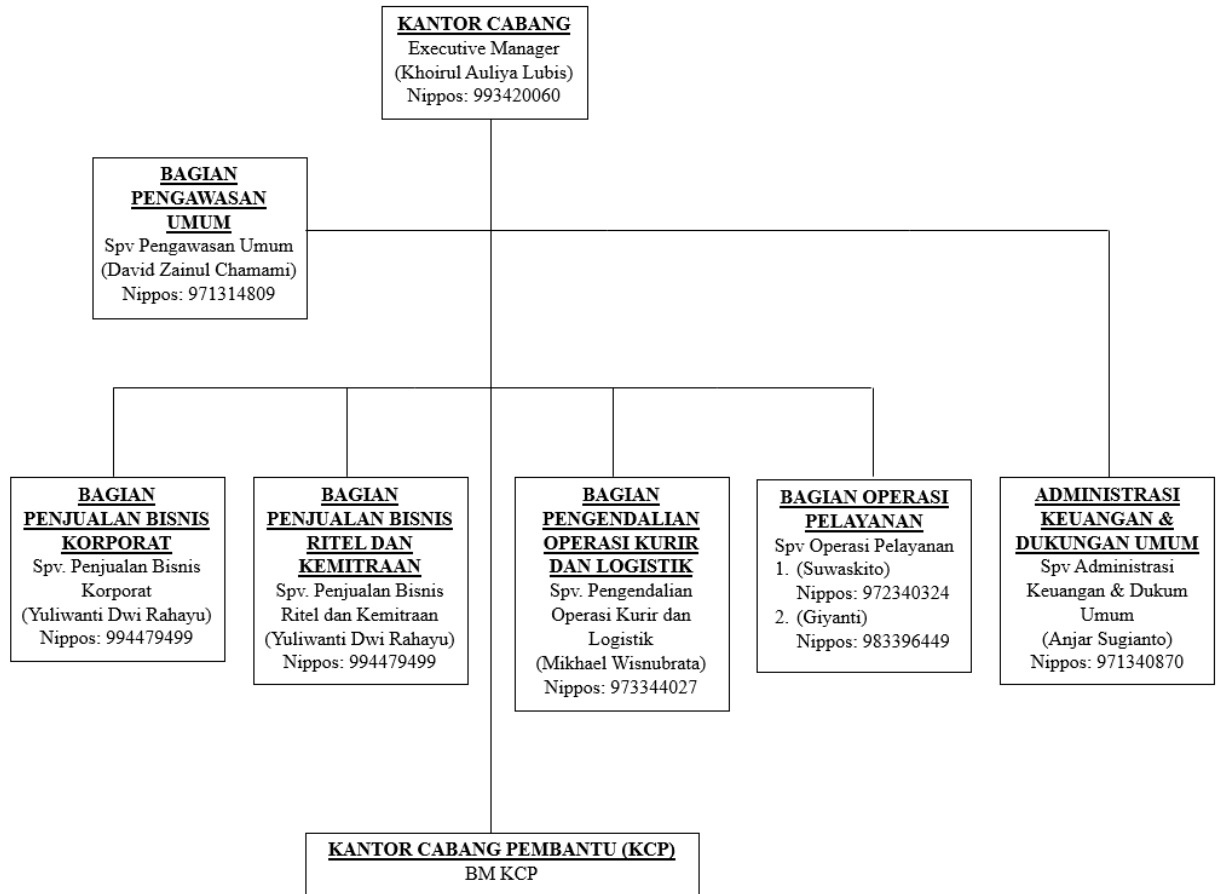 KANTOR CABANG
Executive Manager
(Khoirul Auliya Lubis)
Nippos: 993420060
BAGIAN
PENGAWASAN
UMUM
Spv Pengawasan Umum
(David Zainul Chamami)
Nippos: 971314809
BAGIAN
PENJUALAN BISNIS
KORPORAT
Spv. Penjualan Bisnis
Korporat
(Yuliwanti Dwi Rahayu)
Nippos: 994479499
BAGIAN
PENJUALAN BISNIS
RITEL DAN
KEMITRAAN
Spv. Penjualan Bisnis
Ritel dan Kemitraan
(Yuliwanti Dwi Rahayu)
Nippos: 994479499
BAGIAN
PENGENDALIAN
OPERASI KURIR
DAN LOGISTIK
Spv. Pengendalian
Operasi Kurir dan
Logistik
(Mikhael Wisnubrata)
Nippos: 973344027
BAGIAN OPERASI
PELAYANAN
Spv Operasi Pelayanan
1. (Suwaskito)
Nippos: 972340324
2. (Giyanti)
Nippos: 983396449
ADMINISTRASI
KEUANGAN &
DUKUNGAN UMUM
Spv Administrasi
Keuangan & Dukum
Umum
(Anjar Sugianto)
Nippos: 971340870
KANTOR CABANG PEMBANTU (KCP)
BM KCP